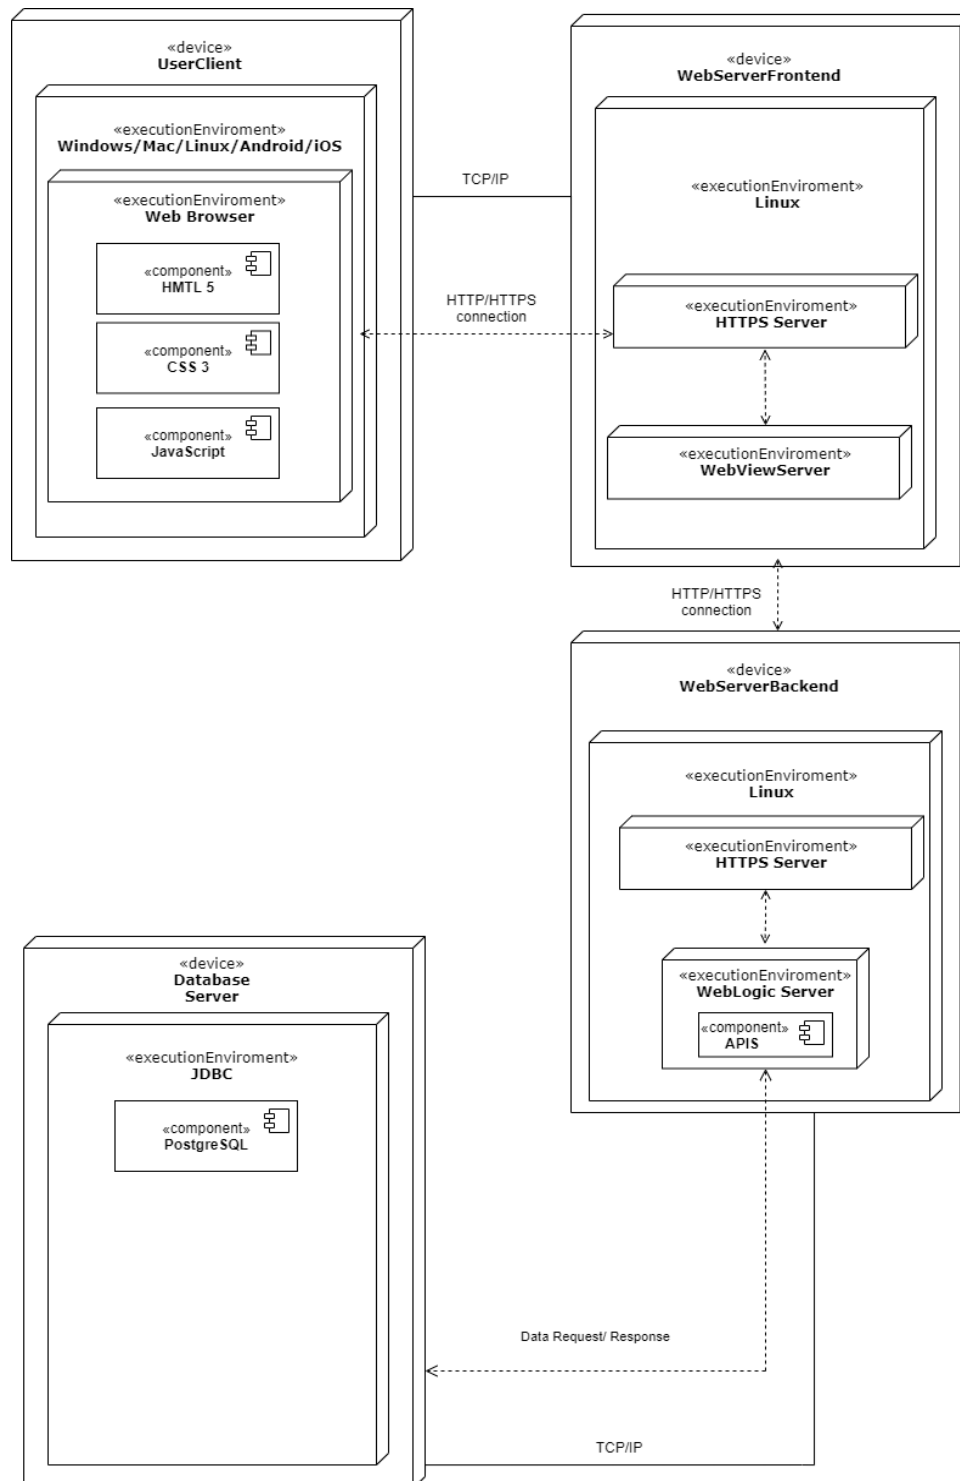 «device»
UserClient
«executionEnviroment»
Windows/Mac/Linux/Android/iOS
«executionEnviroment»
Web Browser
«component»
HMTL 5
«component»
CSS 3
«component»
JavaScript
TCP/IP
HTTP/HTTPS
connection
«device»
WebServerFrontend
«executionEnviroment»
Linux
«executionEnviroment»
HTTPS Server
«executionEnviroment»
WebViewServer
HTTP/HTTPS
connection
«device»
WebServerBackend
«executionEnviroment»
Linux
«executionEnviroment»
HTTPS Server
«executionEnviroment»
WebLogic Server
«component»
APIS
«device»
Database
Server
«executionEnviroment»
JDBC
«component»
PostgreSQL
Data Request/ Response
TCP/IP